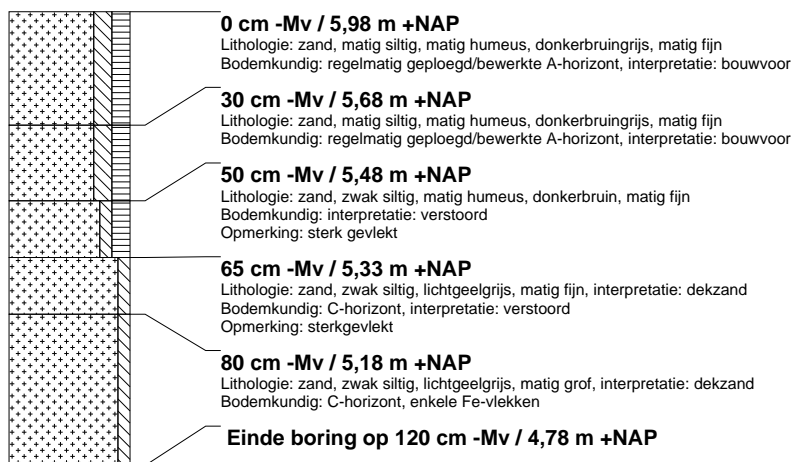 0 cm -Mv / 5,98 m +NAP
Lithologie: zand, matig siltig, matig humeus, donkerbruingrijs, matig fijn
Bodemkundig: regelmatig geploegd/bewerkte A-horizont, interpretatie: bouwvoor
30 cm -Mv / 5,68 m +NAP
Lithologie: zand, matig siltig, matig humeus, donkerbruingrijs, matig fijn
Bodemkundig: regelmatig geploegd/bewerkte A-horizont, interpretatie: bouwvoor
50 cm -Mv / 5,48 m +NAP
Lithologie: zand, zwak siltig, matig humeus, donkerbruin, matig fijn
Bodemkundig: interpretatie: verstoord
Opmerking: sterk gevlekt
65 cm -Mv / 5,33 m +NAP
Lithologie: zand, zwak siltig, lichtgeelgrijs, matig fijn, interpretatie: dekzand
Bodemkundig: C-horizont, interpretatie: verstoord
Opmerking: sterkgevlekt
80 cm -Mv / 5,18 m +NAP
Lithologie: zand, zwak siltig, lichtgeelgrijs, matig grof, interpretatie: dekzand
Bodemkundig: C-horizont, enkele Fe-vlekken
Einde boring op 120 cm -Mv / 4,78 m +NAP